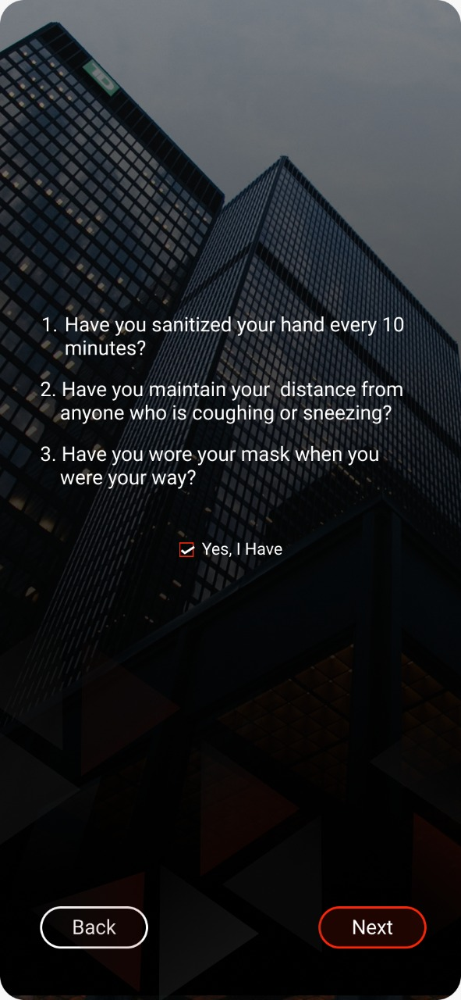 TD
1. Have you sanitized your hand every 10
minutes?
2. Have you maintain your  distance from
anyone who is coughing or sneezing?
3. Have you wore your mask when you
were your way?
Yes, I Have
Back
Next